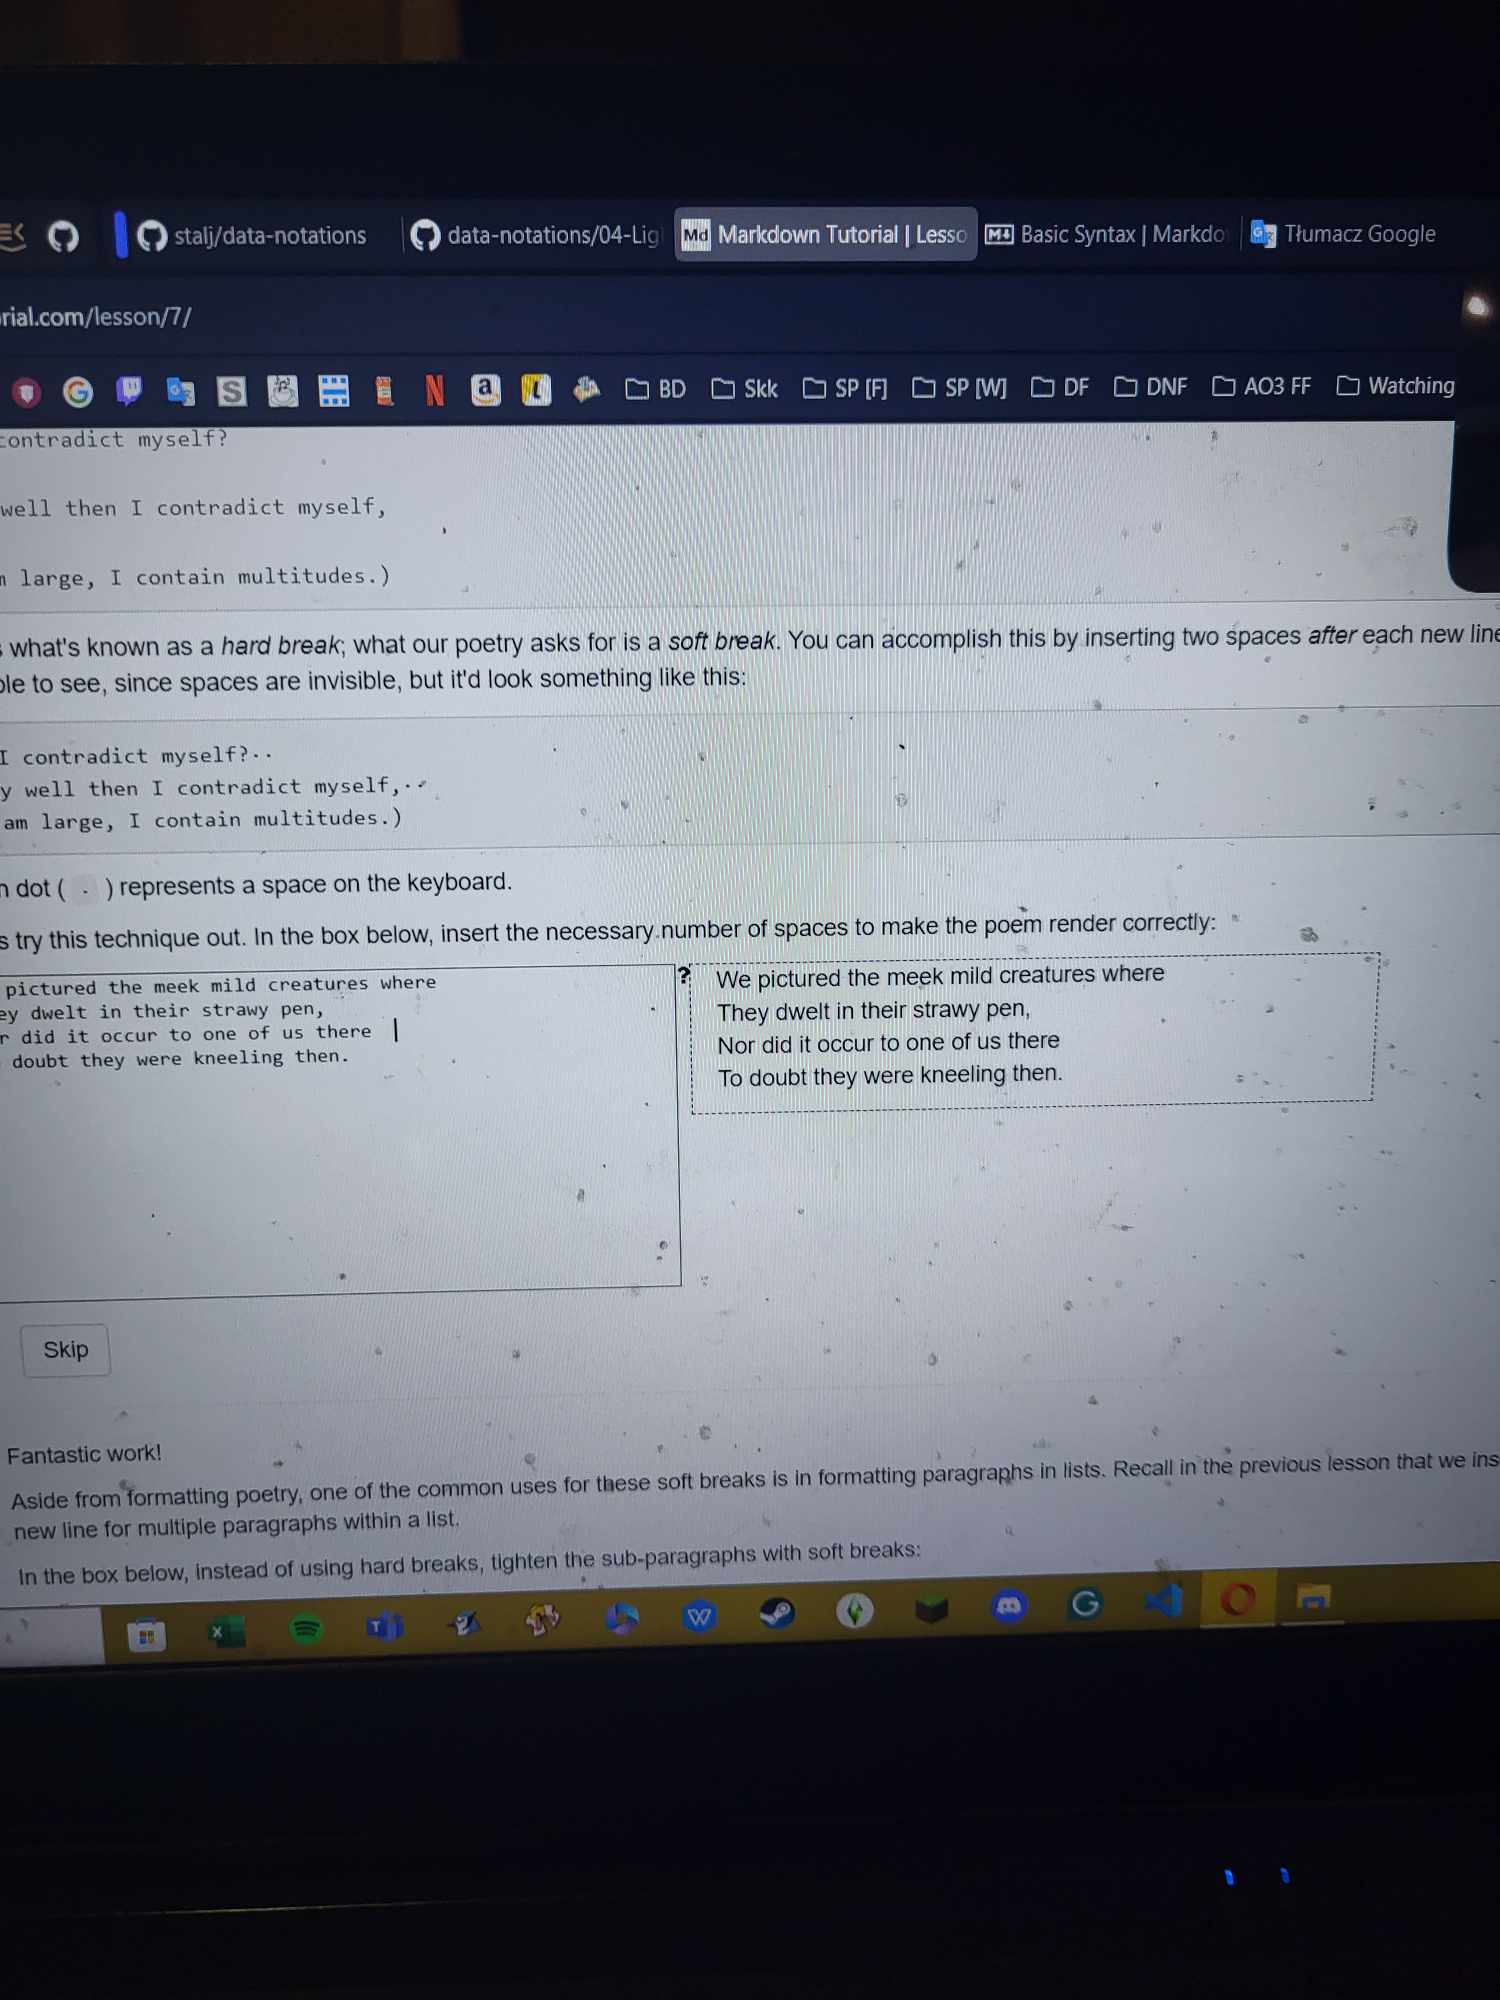 stalj/data-notations
data-notations/04-Lig
Md Markdown Tutorial | Lesso
M Basic Syntax | Markdo
Tłumacz Google
rial.com/lesson/7/
BD
Skk
SP [F]
SP [W]
DF
DNF
AO3 FF
Watching
contradict myself?
well then I contradict myself,
large, I contain multitudes.)
what's known as a hard break; what our poetry asks for is a soft break. You can accomplish this by inserting two spaces after each new line
ble to see, since spaces are invisible, but it'd look something like this:
I contradict myself?··
y well then I contradict myself,··
am large, I contain multitudes.)
dot ( · ) represents a space on the keyboard.
s try this technique out. In the box below, insert the necessary number of spaces to make the poem render correctly:
pictured the meek mild creatures where
ey dwelt in their strawy pen,
r did it occur to one of us there
doubt they were kneeling then.
?
We pictured the meek mild creatures where
They dwelt in their strawy pen,
Nor did it occur to one of us there
To doubt they were kneeling then.
Skip
Fantastic work!
Aside from formatting poetry, one of the common uses for these soft breaks is in formatting paragraphs in lists. Recall in the previous lesson that we ins
new line for multiple paragraphs within a list.
In the box below, instead of using hard breaks, tighten the sub-paragraphs with soft breaks: